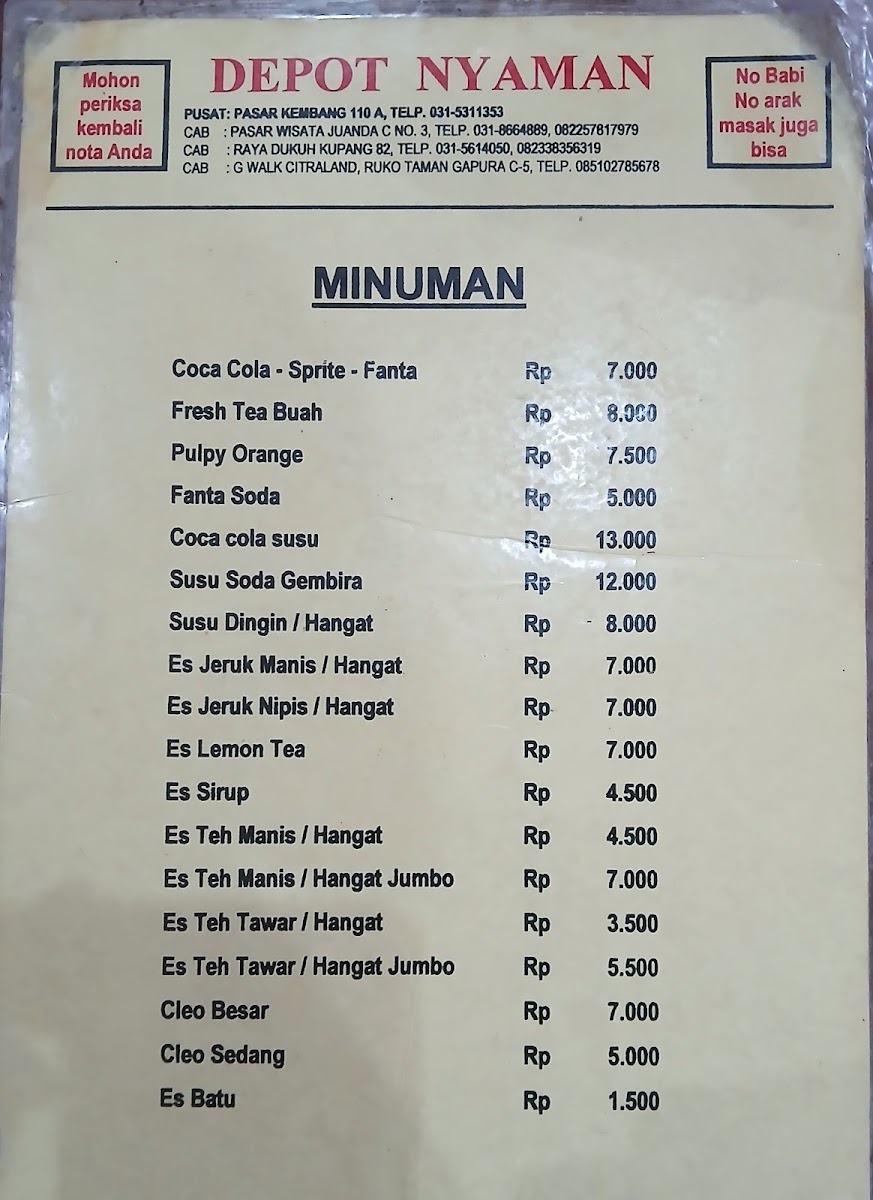 Mohon
periksa
kembali
nota Anda
DEPOT NYAMAN
PUSAT: PASAR KEMBANG 110 A, TELP. 031-5311353
CAB : PASAR WISATA JUANDA C NO. 3, TELP. 031-8664889, 082257817979
CAB : RAYA DUKUH KUPANG 82, TELP. 031-5614050, 082338356319
CAB : G WALK CITRALAND, RUKO TAMAN GAPURA C-5, TELP. 085102785678
No Babi
No arak
masak juga
bisa
MINUMAN
Coca Cola - Sprite - Fanta Rp 7.000
Fresh Tea Buah Rp 8.000
Pulpy Orange Rp 7.500
Fanta Soda Rp 5.000
Coca cola susu Rp 13.000
Susu Soda Gembira Rp 12.000
Susu Dingin / Hangat Rp 8.000
Es Jeruk Manis / Hangat Rp 7.000
Es Jeruk Nipis / Hangat Rp 7.000
Es Lemon Tea Rp 7.000
Es Sirup Rp 4.500
Es Teh Manis / Hangat Rp 4.500
Es Teh Manis / Hangat Jumbo Rp 7.000
Es Teh Tawar / Hangat Rp 3.500
Es Teh Tawar / Hangat Jumbo Rp 5.500
Cleo Besar Rp 7.000
Cleo Sedang Rp 5.000
Es Batu Rp 1.500